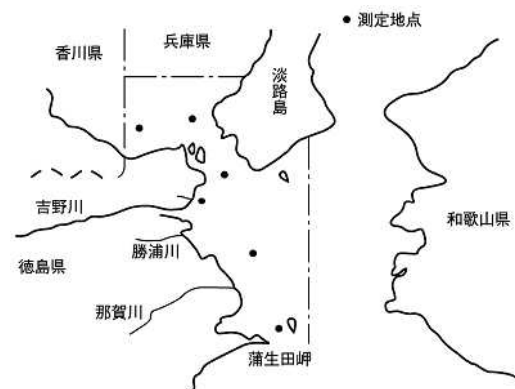 ● 測定地点
兵庫県
香川県
淡路島
吉野川
和歌山県
勝浦川
徳島県
那賀川
蒲生田岬